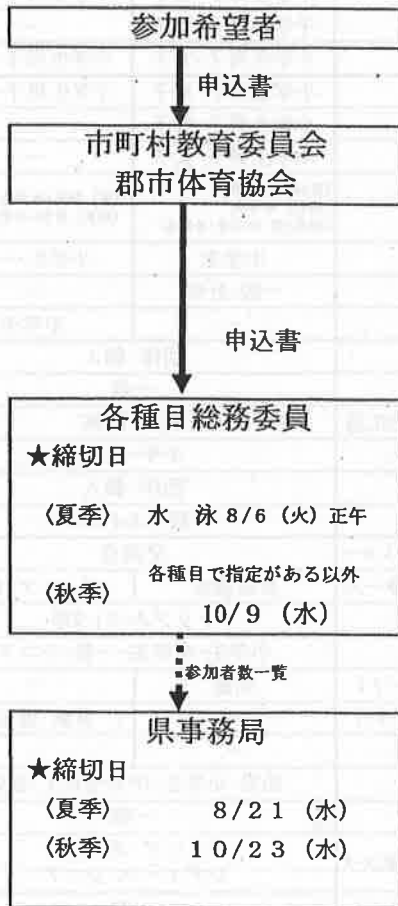 参加希望者
申込書
市町村教育委員会
郡市体育協会
申込書
各種目総務委員
★締切日
〈夏季〉 水 泳 8/6 (火) 正午
各種目で指定がある以外
〈秋季〉
10/9 (水)
参加者数一覧
県事務局
★締切日
〈夏季〉 8/21 (水)
〈秋季〉 10/23 (水)